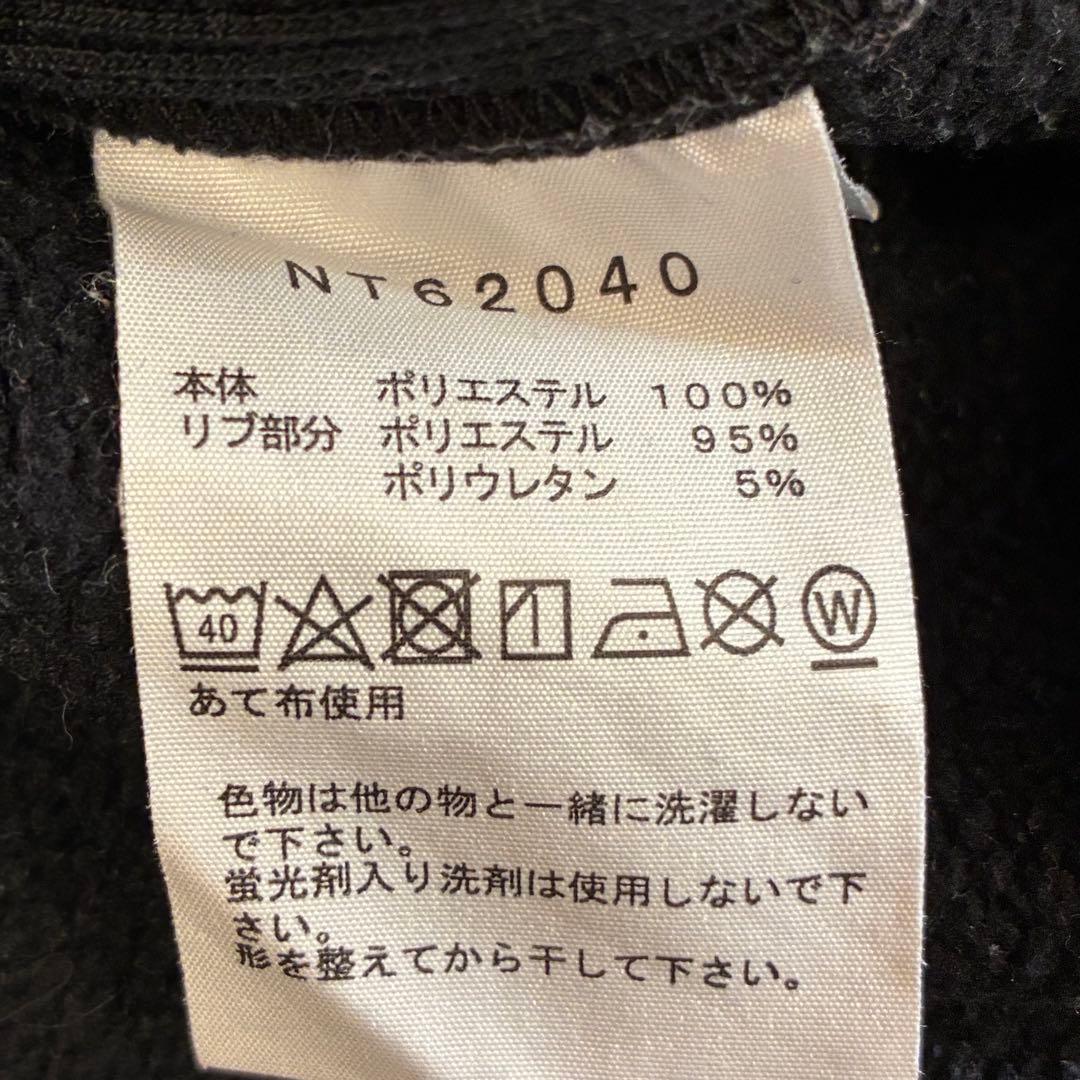 NT62040
本体 ポリエステル 100%
リブ部分 ポリエステル 95%
ポリウレタン 5%
40 W
あて布使用
色物は他の物と一緒に洗濯しない
で下さい。
蛍光剤入り洗剤は使用しないで下
さい。
形を整えてから干して下さい。